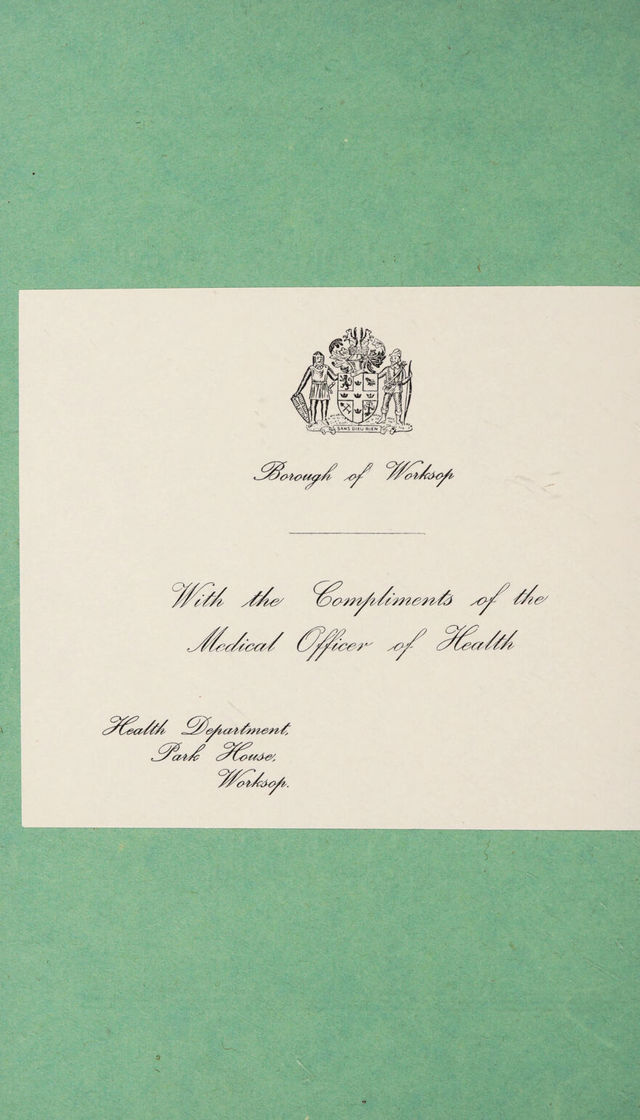 SANS DIEU RIEN
Borough of Worksop
With the Compliments of the
Medical Officer of Health
Health Department,
Park House,
Worksop.